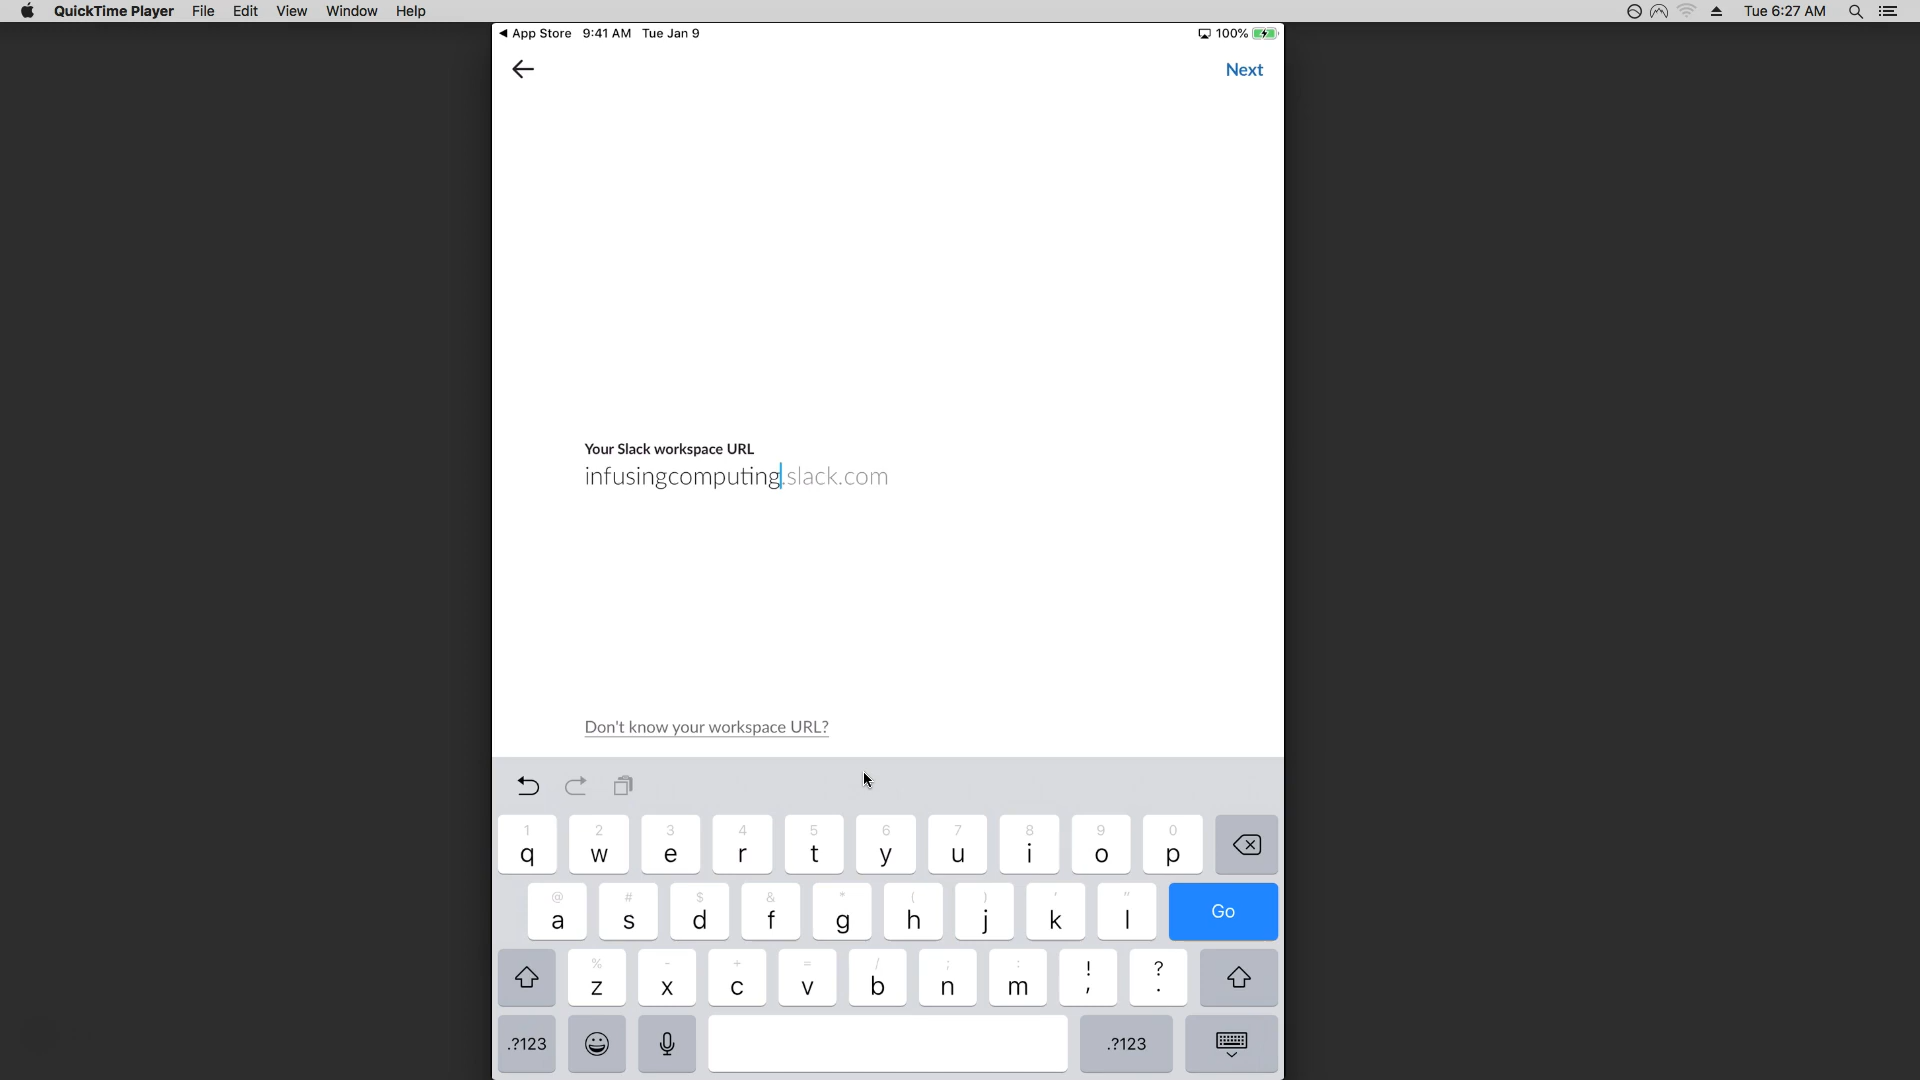 QuickTime Player File Edit View Window Help Tue 6:27 AM
App Store 9:41 AM Tue Jan 9 100%
Next
Your Slack workspace URL
infusingcomputing.slack.com
Don't know your workspace URL?
1 2 3 4 5 6 7 8 9 0
q w e r t y u i o p
@ # $ & * ( ) ' "
a s d f g h j k l Go
% - + = / ; : ! ?
z x c v b n m , .
.?123 .?123